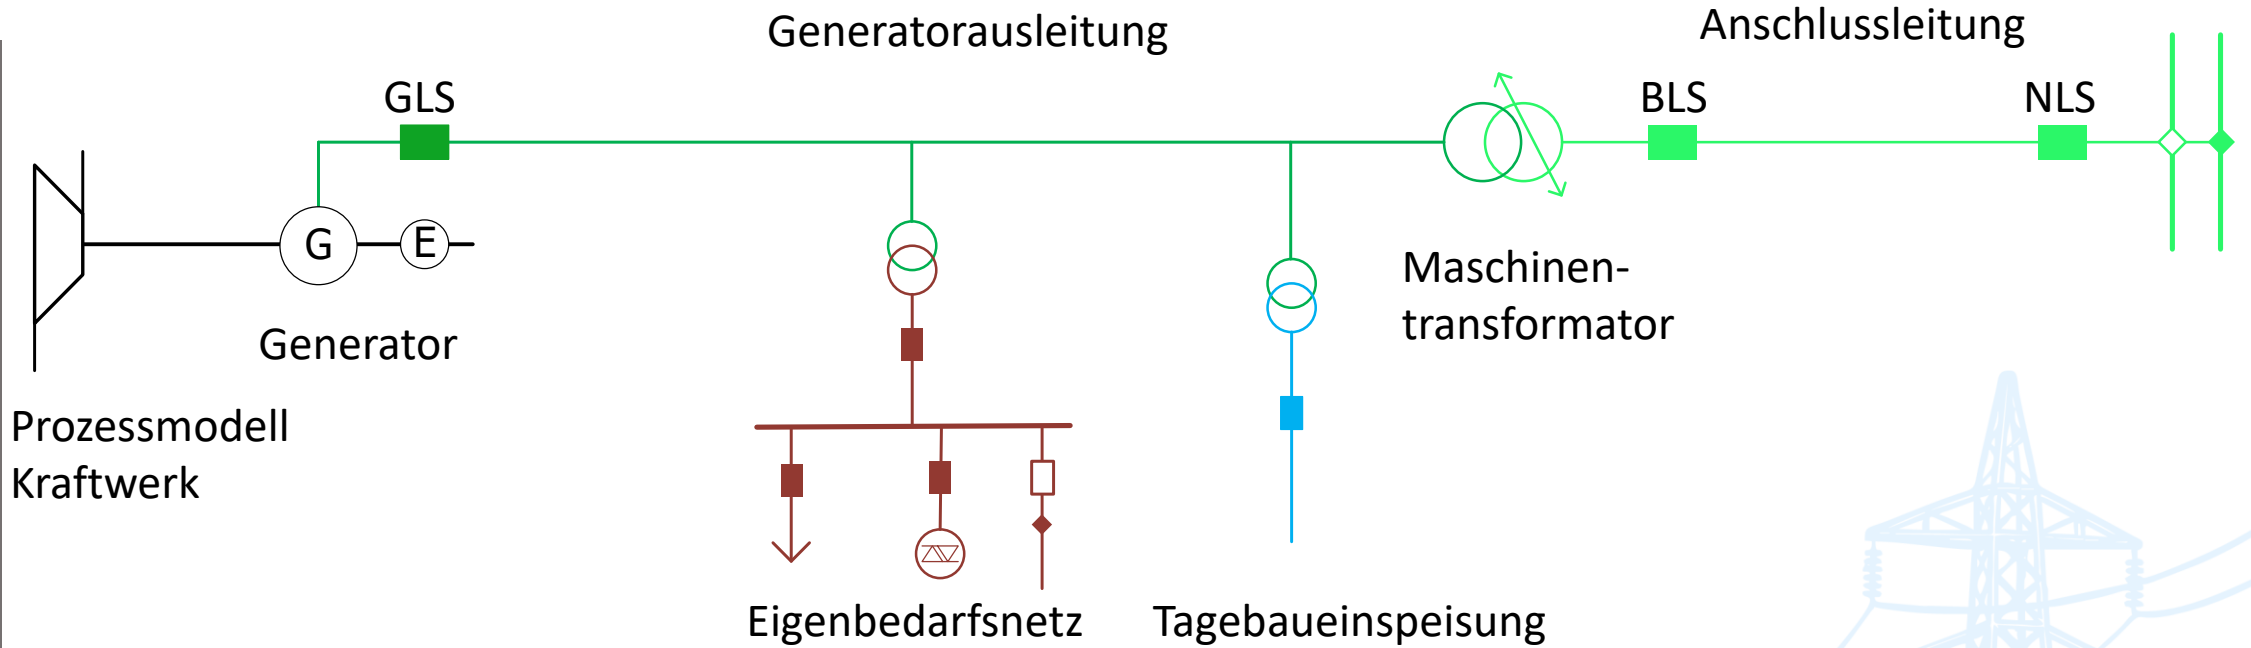 Generatorausleitung
Anschlussleitung
GLS
BLS
NLS
G
E
Maschinen-
transformator
Generator
Prozessmodell
Kraftwerk
Eigenbedarfsnetz
Tagebaueinspeisung